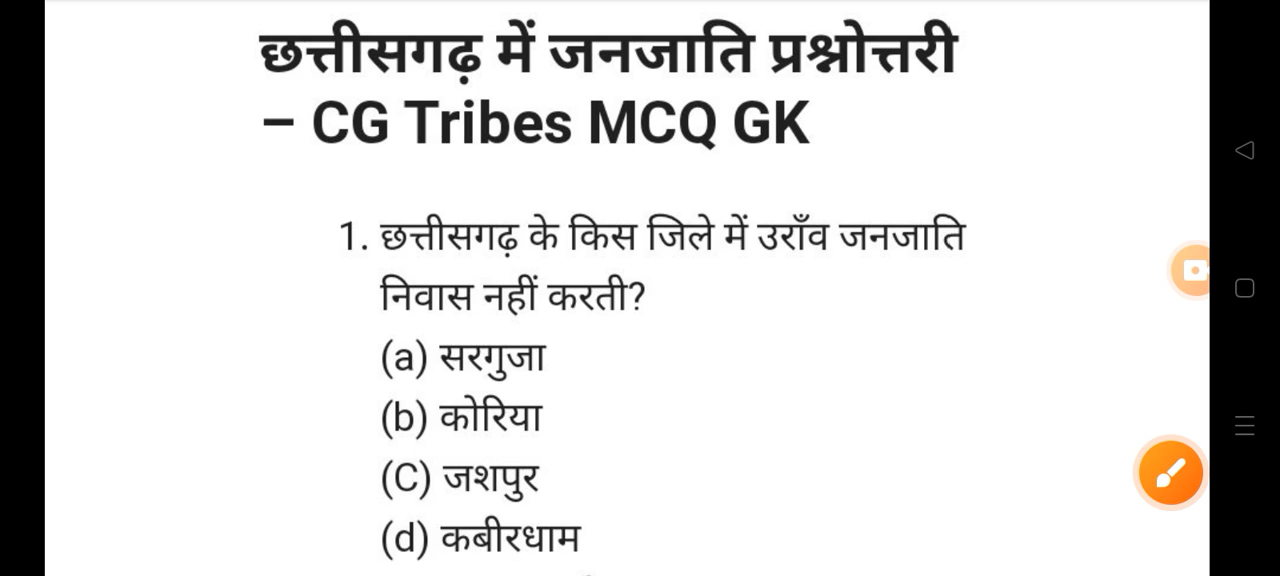 छत्तीसगढ़ में जनजाति प्रश्नोत्तरी
– CG Tribes MCQ GK
1. छत्तीसगढ़ के किस जिले में उराँव जनजाति
निवास नहीं करती?
(a) सरगुजा
(b) कोरिया
(C) जशपुर
(d) कबीरधाम